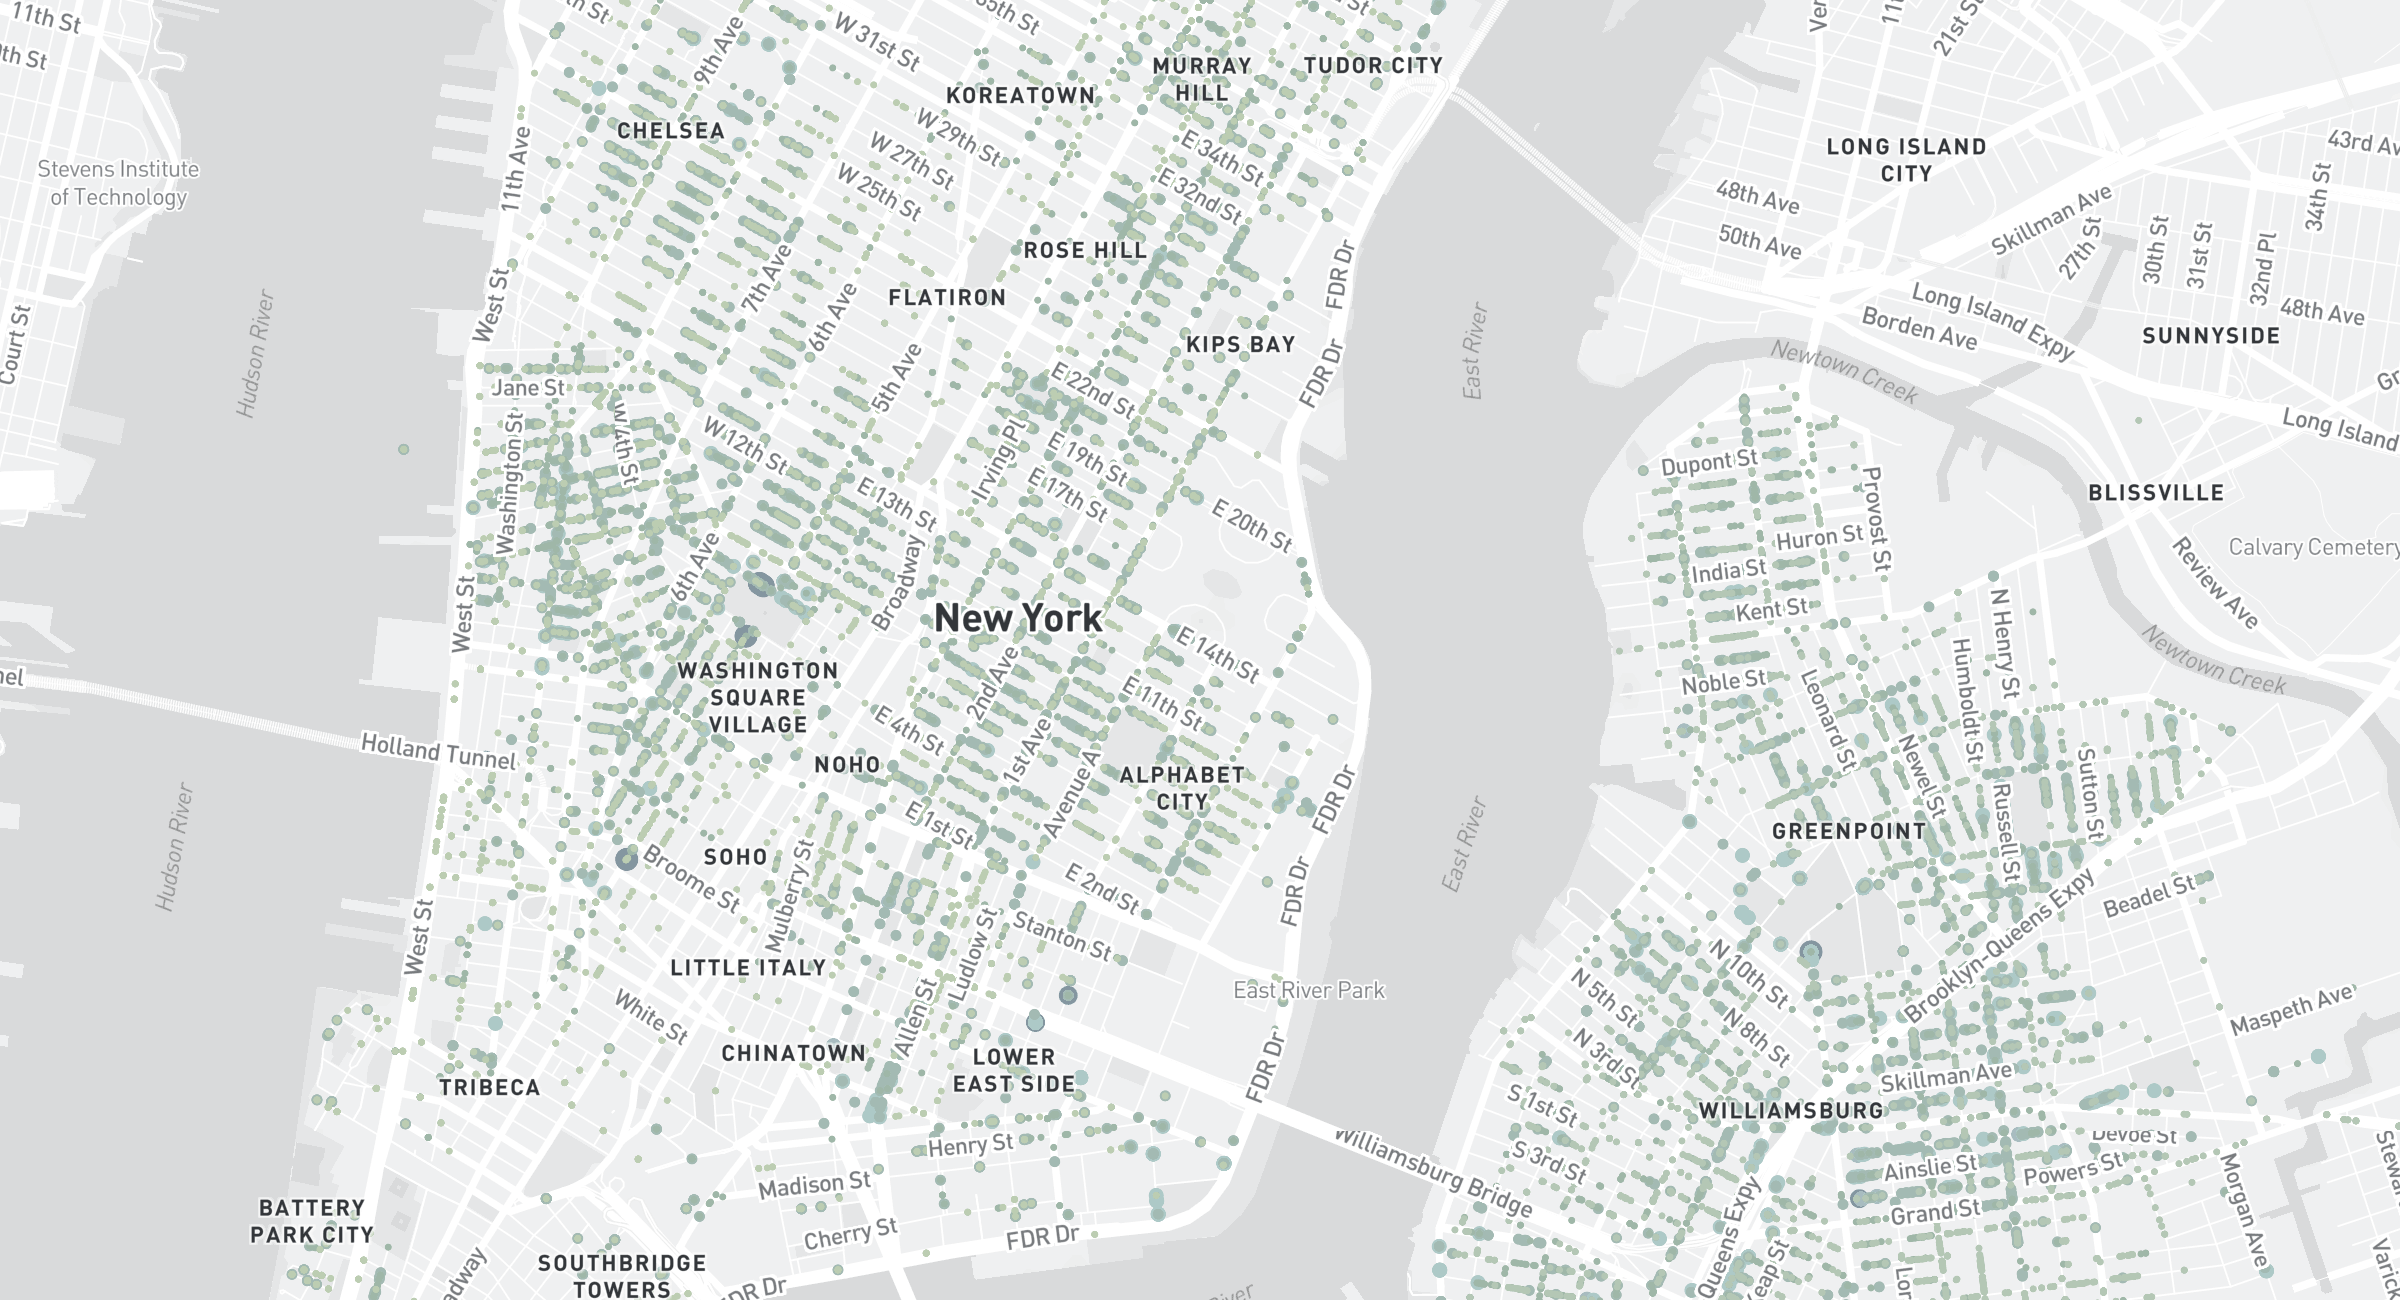 11th St
9th Ave
W 31st St
MURRAY
HILL
TUDOR CITY
KOREATOWN
CHELSEA
W 29th St
W 27th St
W 25th St
E 34th St
E 32nd St
11th Ave
Stevens Institute
of Technology
LONG ISLAND
CITY
21st St
43rd Av
34th St
48th Ave
50th Ave
Skillman Ave
27th St
30th St
31st St
32nd Pl
48th Ave
ROSE HILL
FLATIRON
KIPS BAY
West St
7th Ave
6th Ave
5th Ave
FDR Dr
FDR Dr
East River
Hudson River
Court St
Long Island Expy
Borden Ave
SUNNYSIDE
Newtown Creek
Long Island
Jane St
W 4th St
Washington St
W 12th St
E 22nd St
E 19th St
E 17th St
Irving Pl
E 13th St
E 20th St
Dupont St
Provost St
BLISSVILLE
Calvary Cemetery
Review Ave
Huron St
India St
Kent St
Broadway
6th Ave
West St
New York
WASHINGTON
SQUARE
VILLAGE
E 14th St
E 11th St
2nd Ave
1st Ave
Avenue A
E 4th St
NOHO
ALPHABET
CITY
Noble St
Leonard St
Humboldt St
N Henry St
Newtown Creek
Newel St
Russell St
Sutton St
Holland Tunnel
Hudson River
East River
FDR Dr
FDR Dr
E 1st St
E 2nd St
GREENPOINT
SOHO
Broome St
Mulberry St
Ludlow St
Stanton St
Beadel St
Brooklyn-Queens Expy
West St
LITTLE ITALY
East River Park
N 10th St
N 5th St
N 8th St
N 3rd St
Maspeth Ave
White St
Allen St
CHINATOWN
LOWER
EAST SIDE
FDR Dr
TRIBECA
Skillman Ave
WILLIAMSBURG
S 1st St
S 3rd St
Henry St
Williamsburg Bridge
Devoe St
Ainslie St
Powers St
Grand St
Morgan Ave
Madison St
BATTERY
PARK CITY
Cherry St
FDR Dr
Queens Expy
Keap St
SOUTHBRIDGE
TOWERS
FDR Dr
River